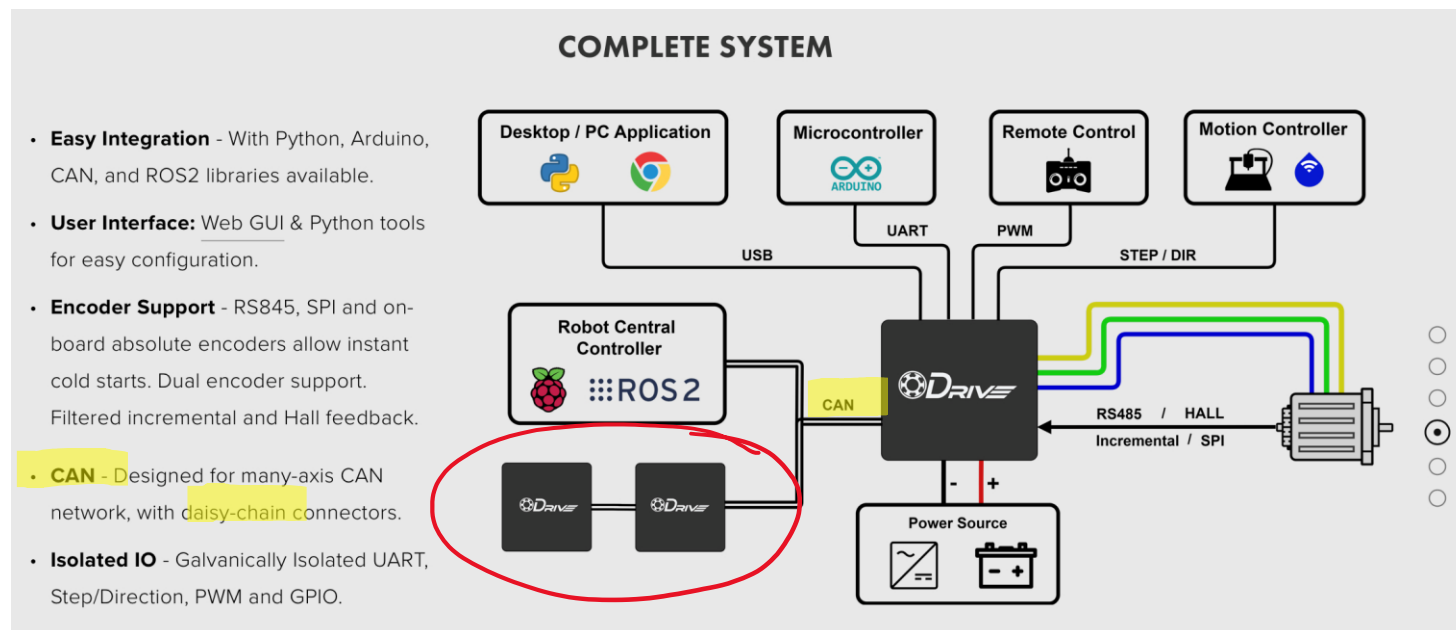 COMPLETE SYSTEM
• Easy Integration - With Python, Arduino,
CAN, and ROS2 libraries available.
• User Interface: Web GUI & Python tools
for easy configuration.
• Encoder Support - RS845, SPI and on-
board absolute encoders allow instant
cold starts. Dual encoder support.
Filtered incremental and Hall feedback.
• CAN - Designed for many-axis CAN
network, with daisy-chain connectors.
• Isolated IO - Galvanically Isolated UART,
Step/Direction, PWM and GPIO.
Desktop / PC Application
Microcontroller
ARDUINO
Remote Control
Motion Controller
USB
UART
PWM
STEP / DIR
Robot Central
Controller
ROS 2
CAN
ODRIVE
RS485 / HALL
Incremental / SPI
ODRIVE
ODRIVE
- +
Power Source
- +